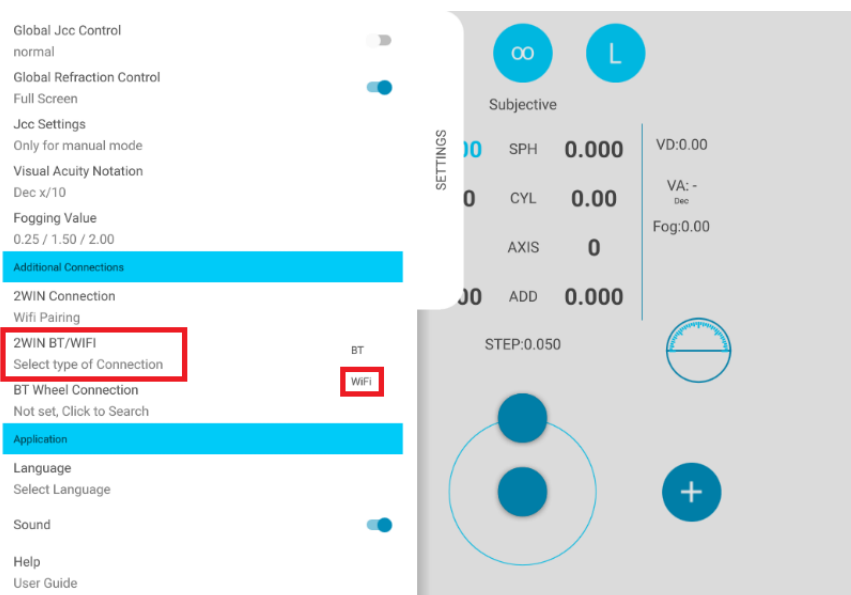 Global Jcc Control
normal
Global Refraction Control
Full Screen
Jcc Settings
Only for manual mode
Visual Acuity Notation
Dec x/10
Fogging Value
0.25 / 1.50 / 2.00
Additional Connections
2WIN Connection
Wifi Pairing
2WIN BT/WIFI
Select type of Connection
BT
WiFi
BT Wheel Connection
Not set, Click to Search
Application
Language
Select Language
Sound
Help
User Guide
SETTINGS
∞ L
Subjective
00 SPH 0.000
0 CYL 0.00
AXIS 0
00 ADD 0.000
VD:0.00
VA: -
Dec
Fog:0.00
STEP:0.050
+